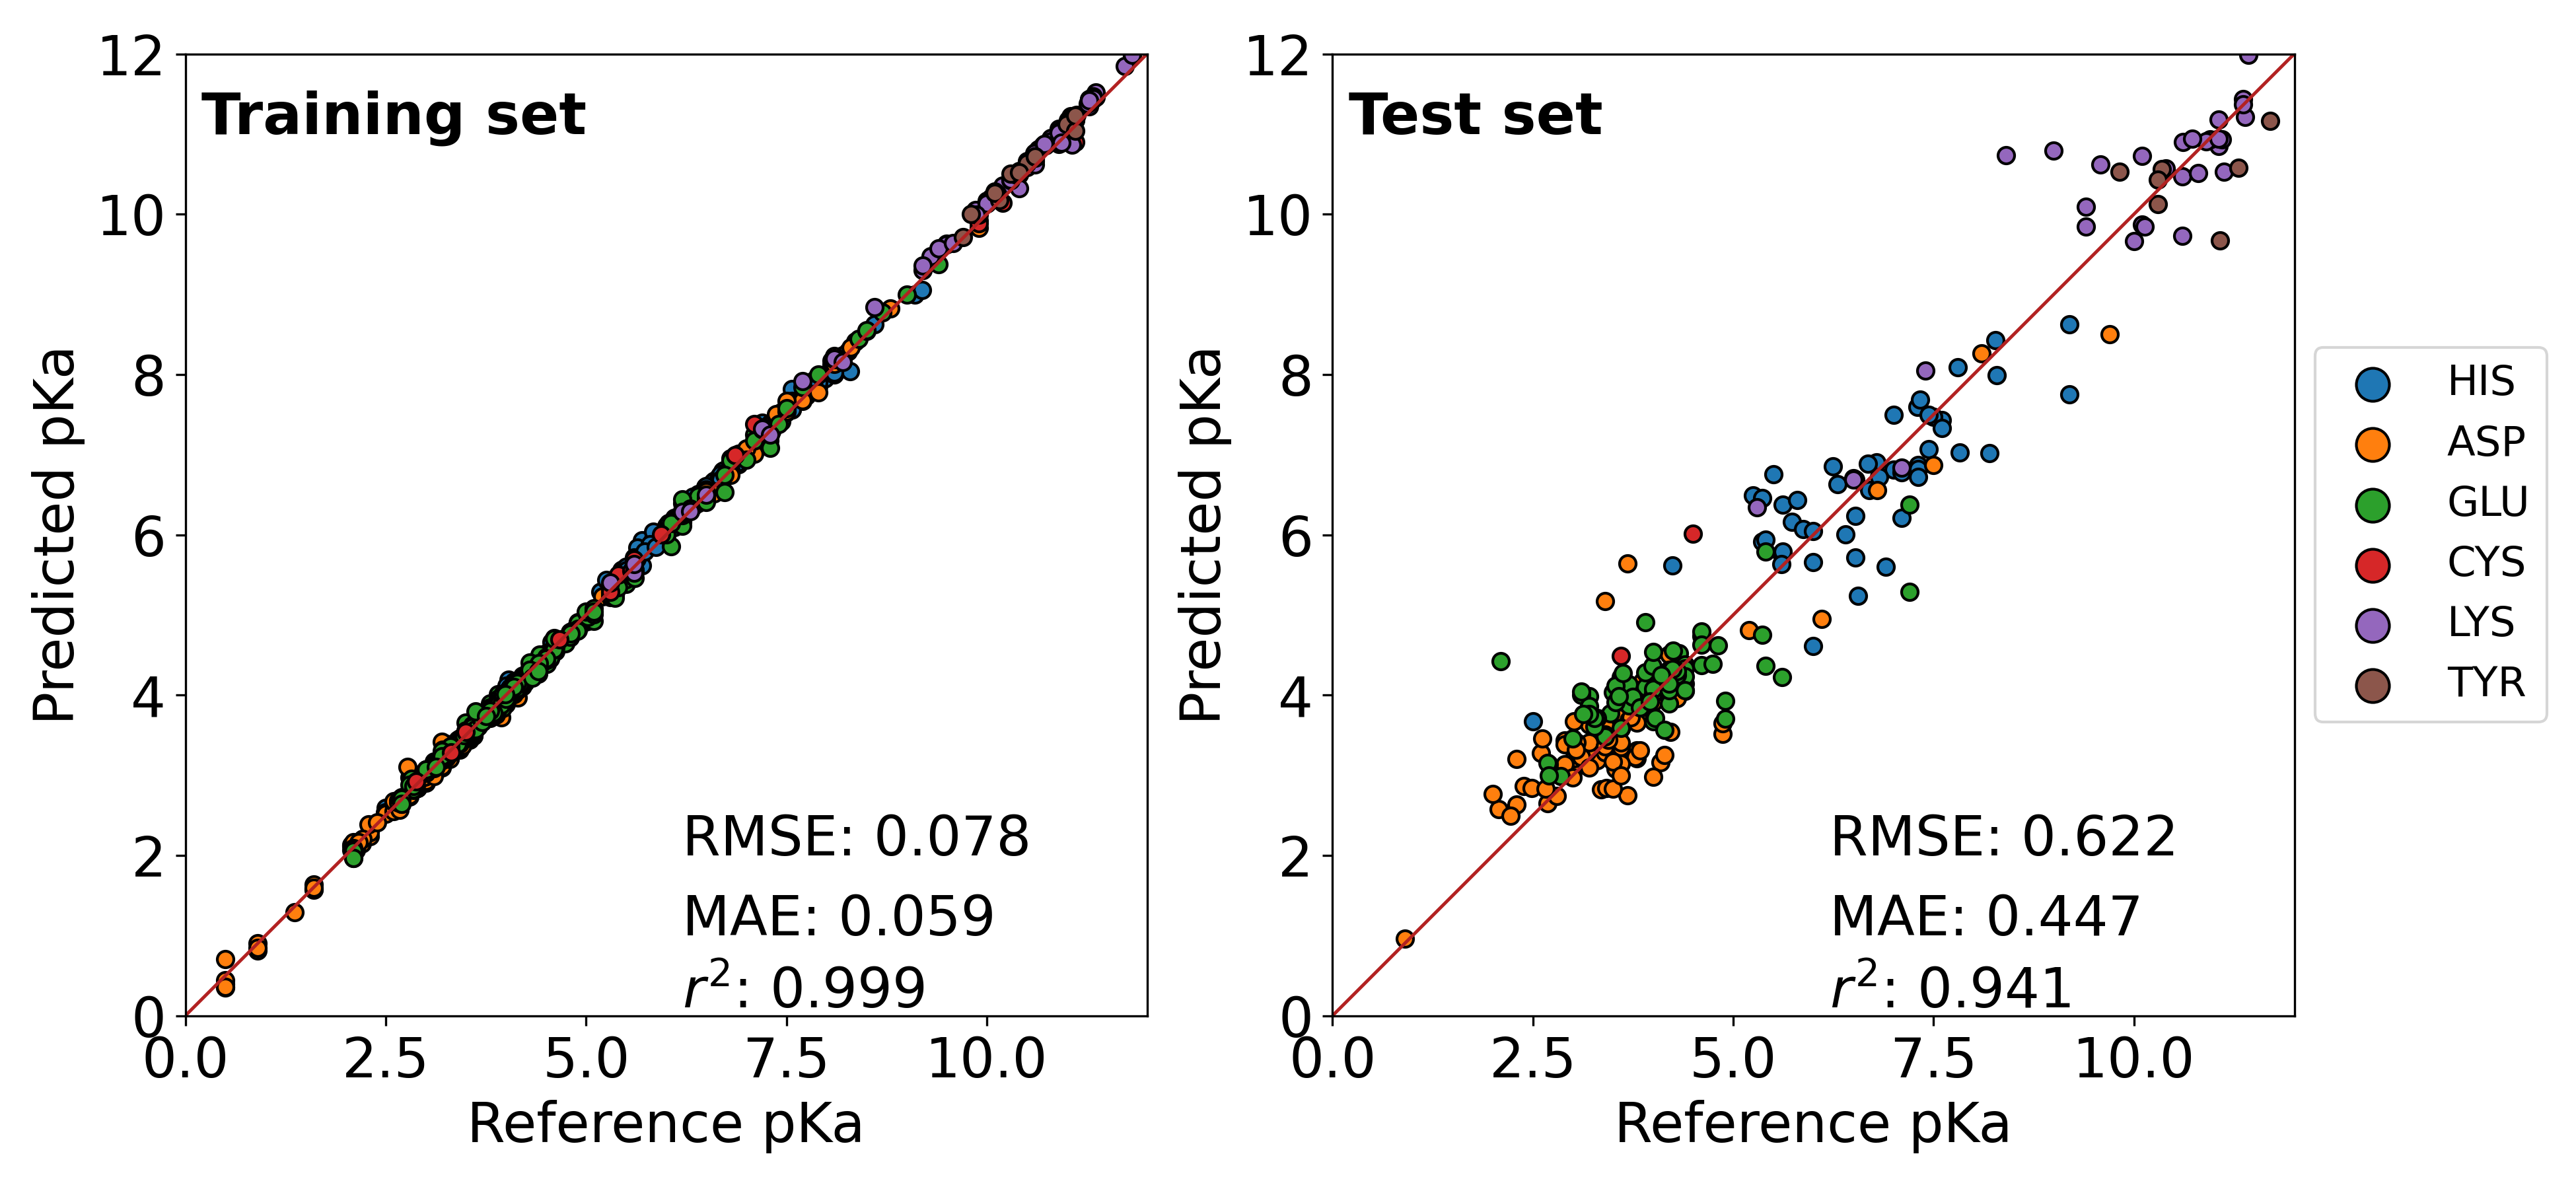 Training set
12
10
8
6
4
2
0
0.0 2.5 5.0 7.5 10.0
Predicted pKa
Reference pKa
RMSE: 0.078
MAE: 0.059
r²: 0.999
Test set
12
10
8
6
4
2
0
0.0 2.5 5.0 7.5 10.0
Predicted pKa
Reference pKa
RMSE: 0.622
MAE: 0.447
r²: 0.941
HIS
ASP
GLU
CYS
LYS
TYR